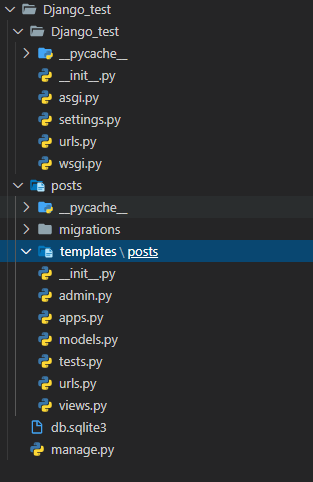 Django_test
Django_test
__pycache__
__init__.py
asgi.py
settings.py
urls.py
wsgi.py
posts
__pycache__
migrations
templates \ posts
__init__.py
admin.py
apps.py
models.py
tests.py
urls.py
views.py
db.sqlite3
manage.py